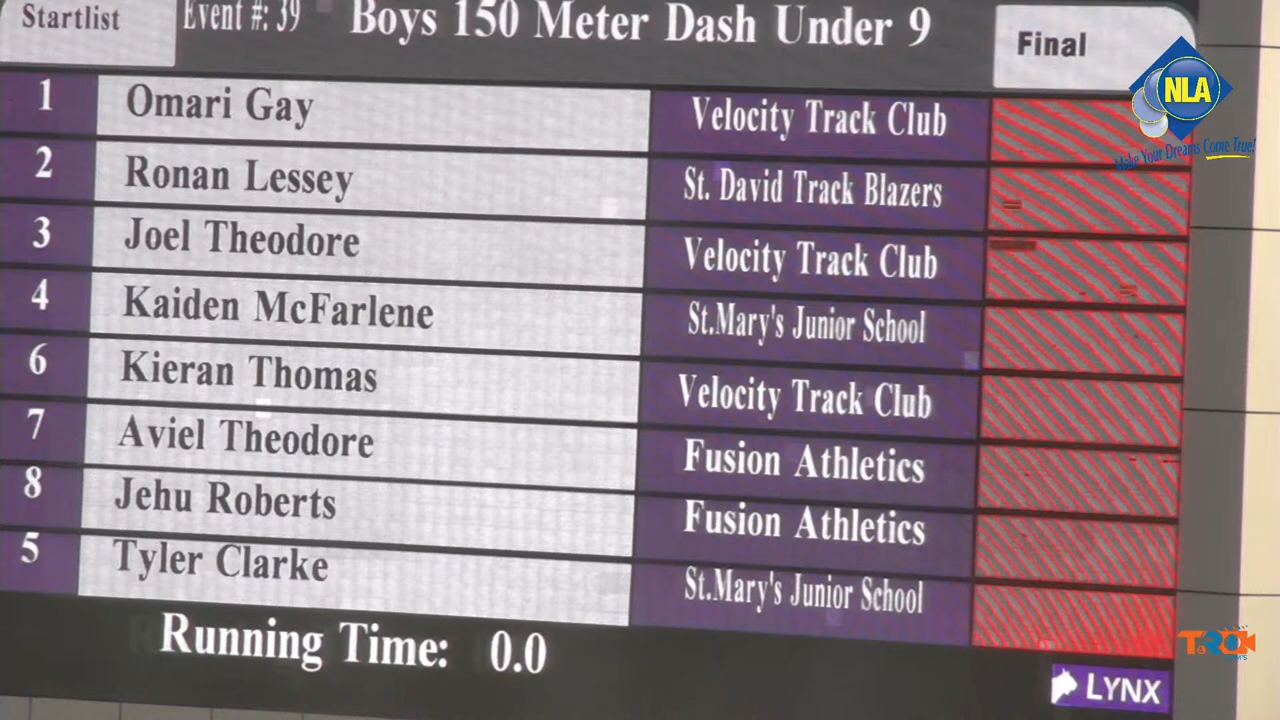 Startlist Event #: 39 Boys 150 Meter Dash Under 9 Final
1 Omari Gay Velocity Track Club
2 Ronan Lessey St. David Track Blazers
3 Joel Theodore Velocity Track Club
4 Kaiden McFarlene St.Mary's Junior School
6 Kieran Thomas Velocity Track Club
7 Aviel Theodore Fusion Athletics
8 Jehu Roberts Fusion Athletics
5 Tyler Clarke St.Mary's Junior School
Running Time: 0.0
LYNX
NLA
Make Your Dreams Come True!